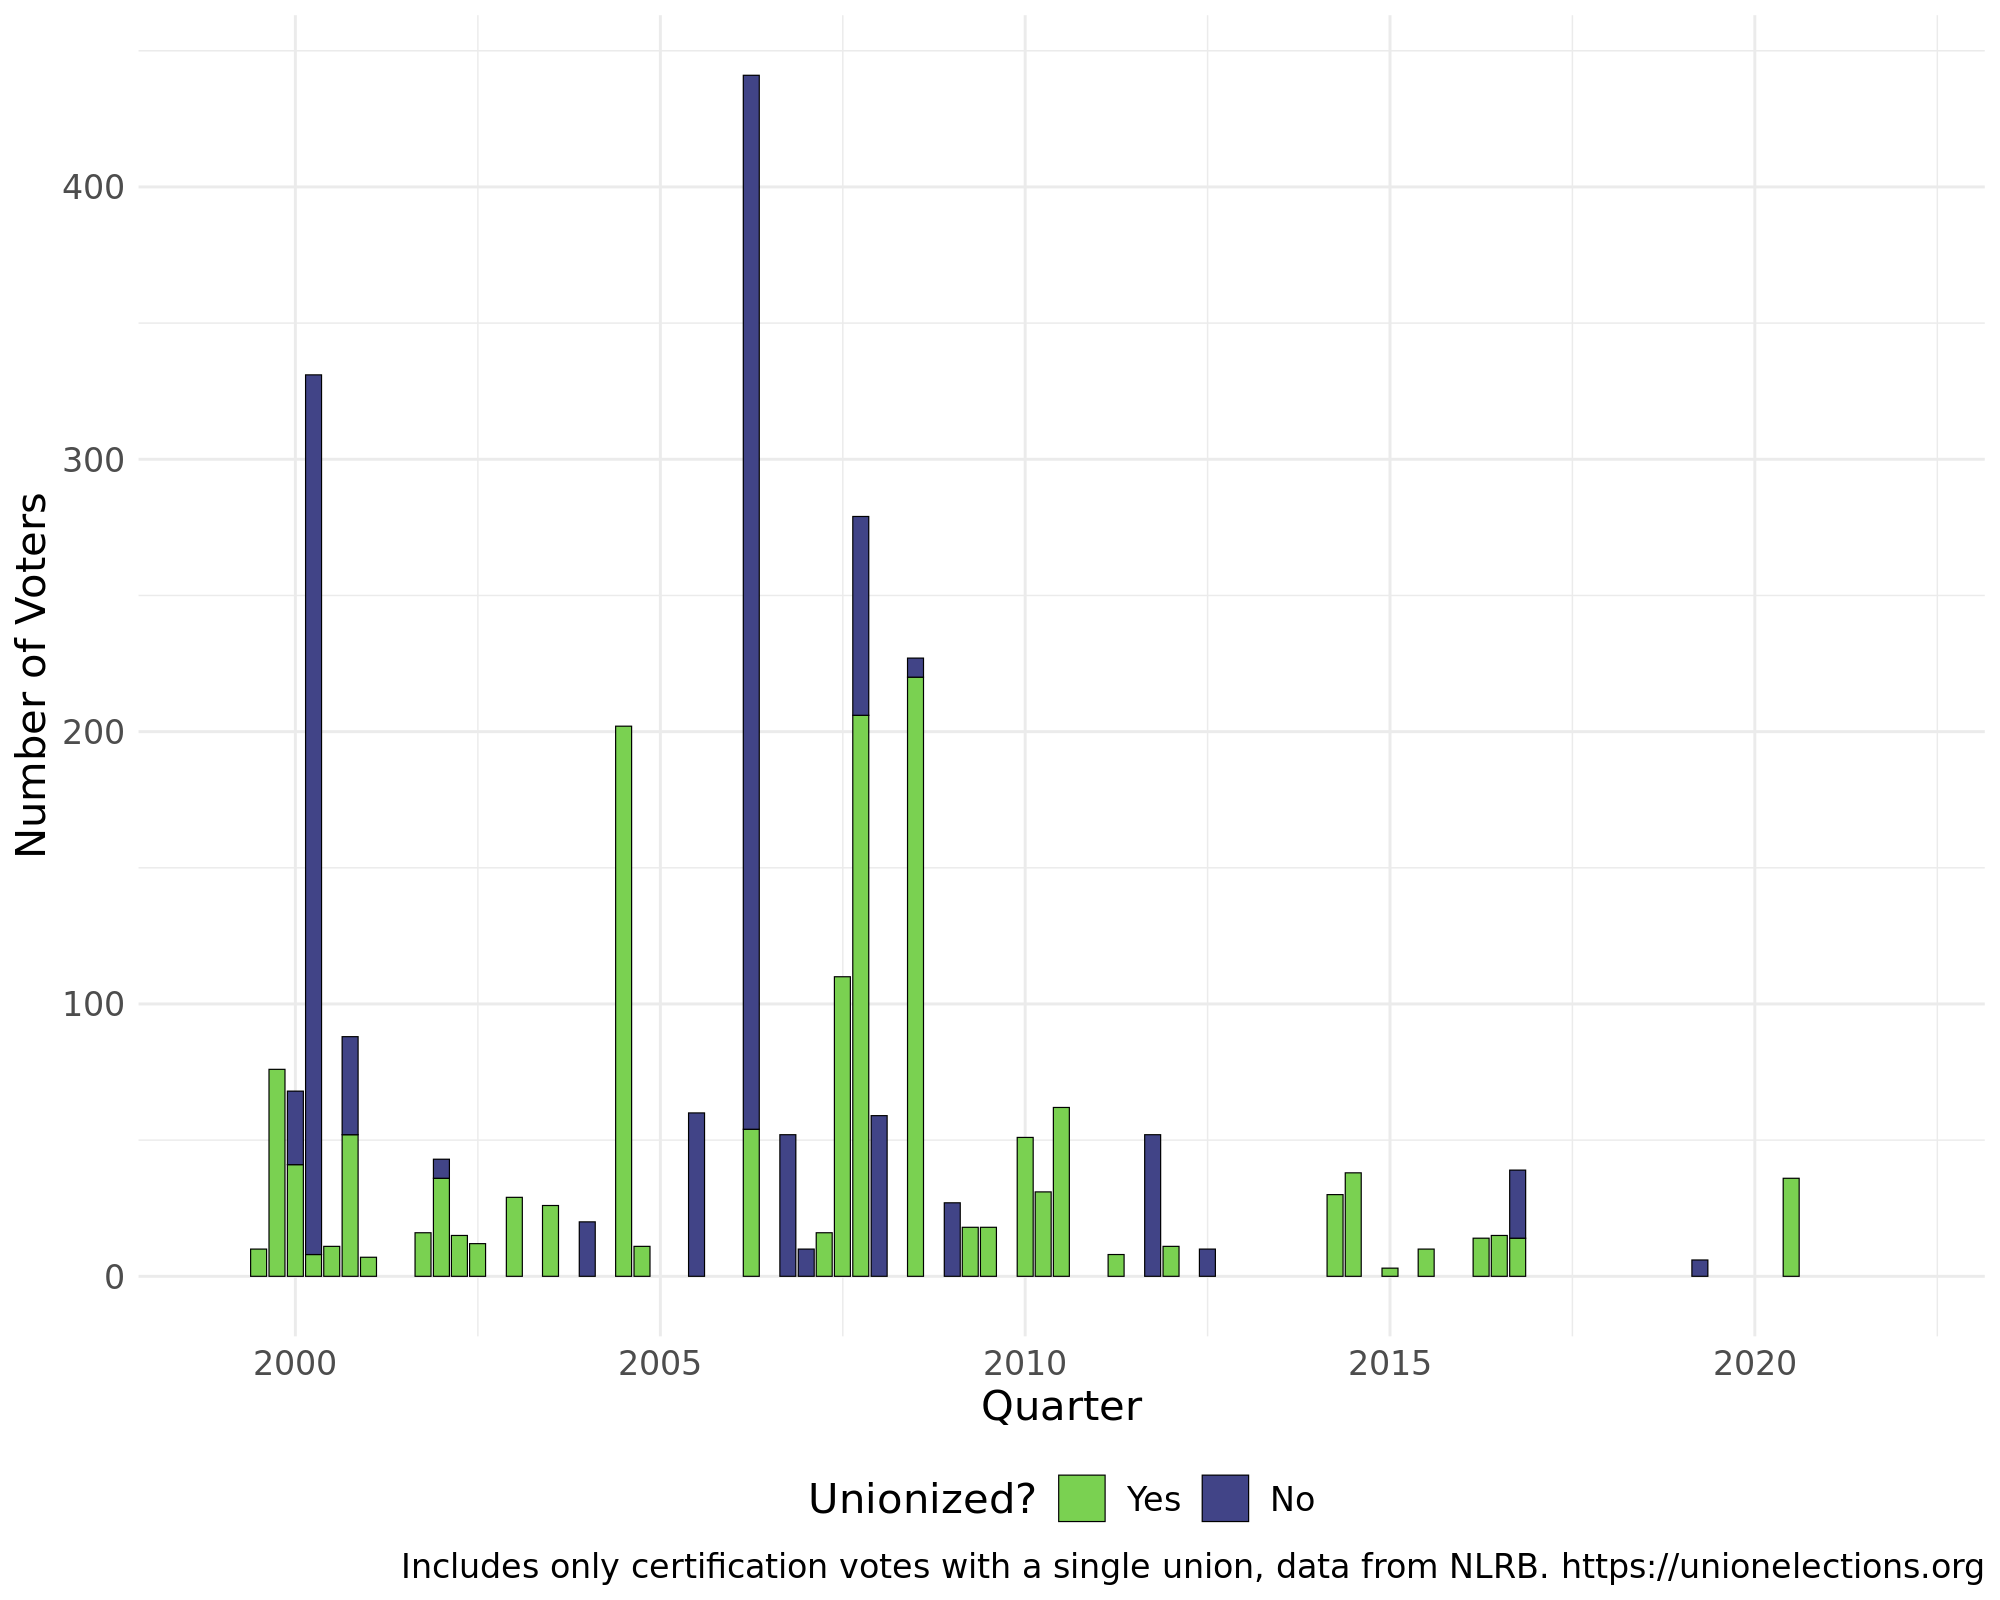 400
300
200
100
0
Number of Voters
2000 2005 2010 2015 2020
Quarter
Unionized? Yes No
Includes only certification votes with a single union, data from NLRB. https://unionelections.org